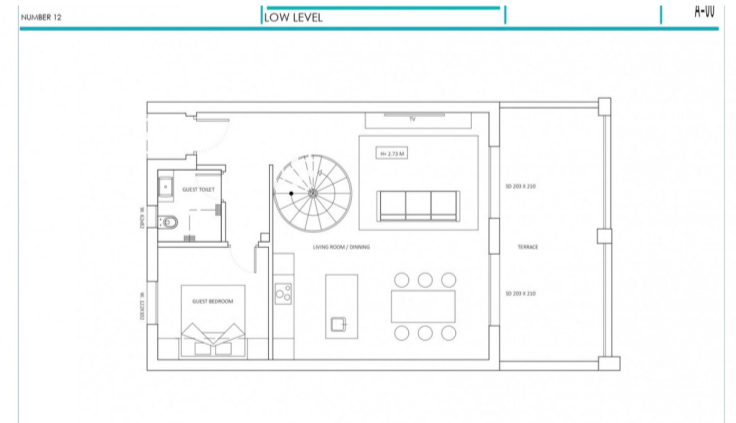 NUMBER 12
LOW LEVEL
A-00
TV
H= 2.73 M
GUEST TOILET
SD 203 X 210
LIVING ROOM / DINNING
TERRACE
GUEST BEDROOM
SD 203 X 210